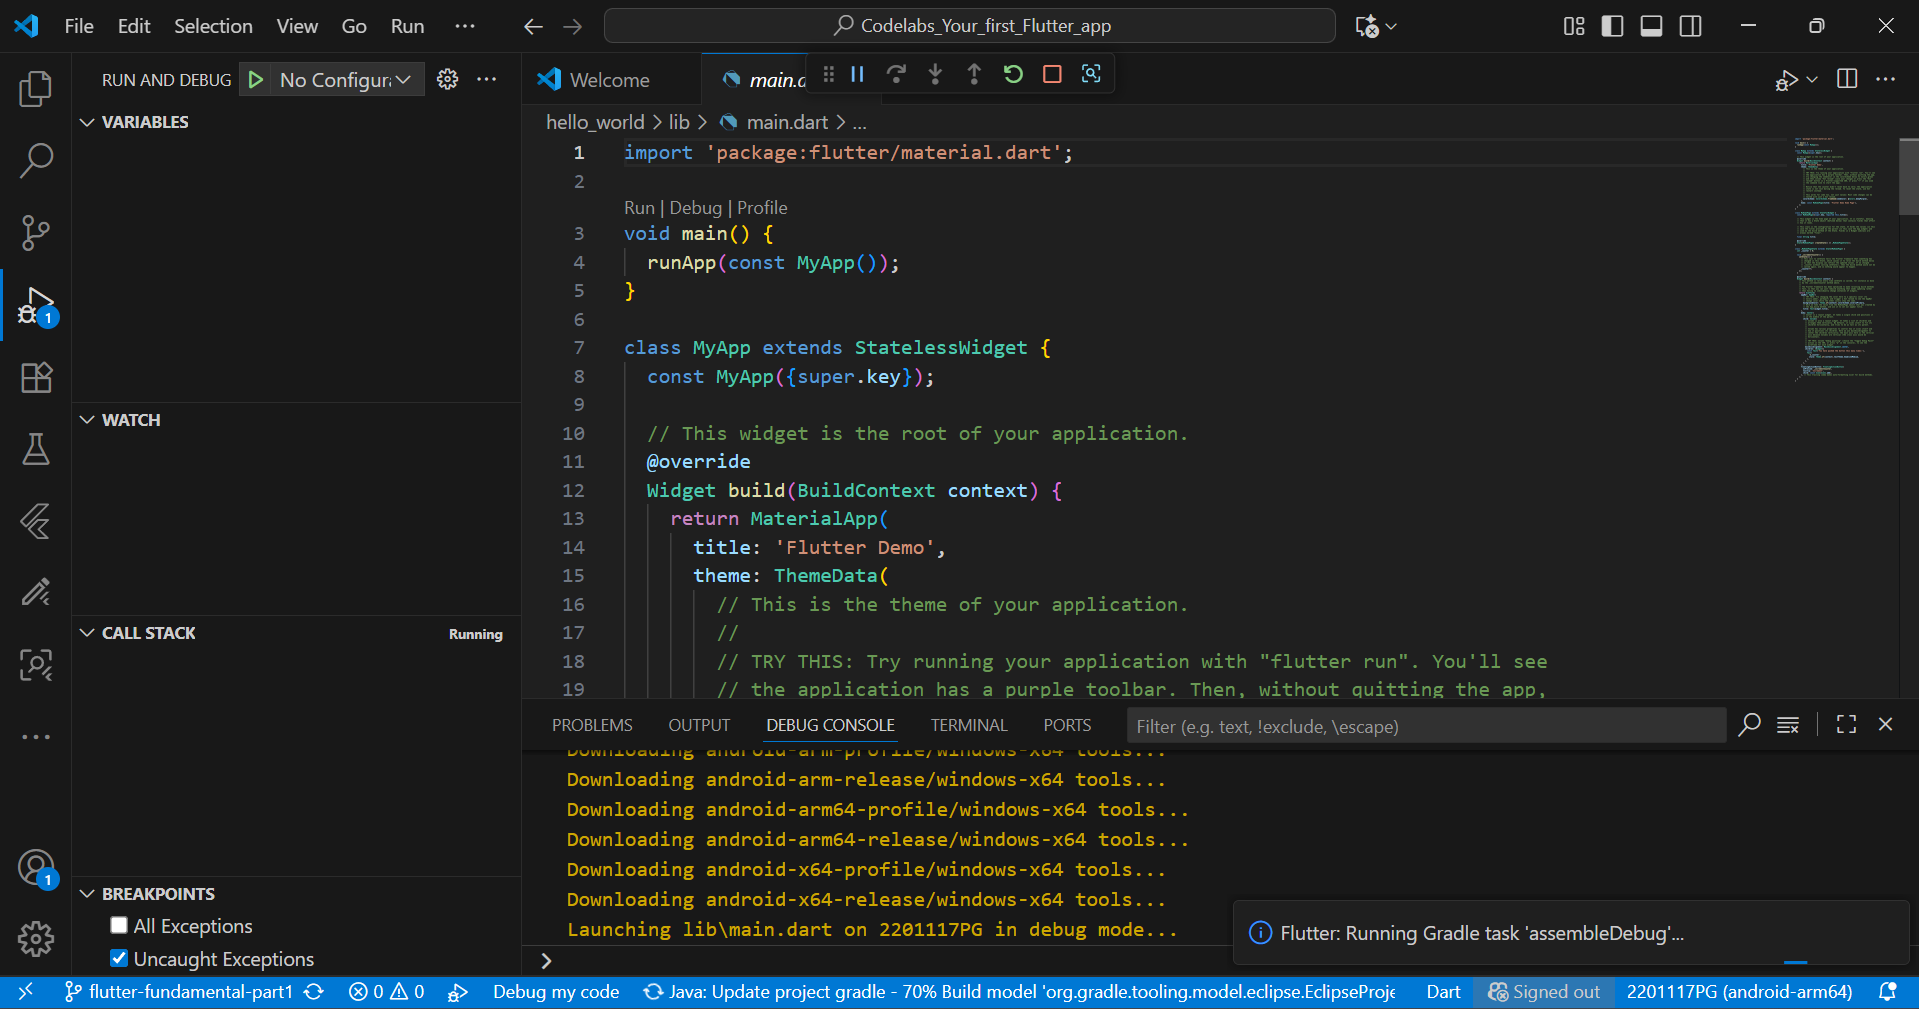 File Edit Selection View Go Run ...
Codelabs_Your_first_Flutter_app
RUN AND DEBUG
No Configura
VARIABLES
WATCH
CALL STACK
Running
BREAKPOINTS
All Exceptions
Uncaught Exceptions
1
1
Welcome
main.d
hello_world > lib > main.dart > ...
1 import 'package:flutter/material.dart';
2
Run | Debug | Profile
3 void main() {
4 runApp(const MyApp());
5 }
6
7 class MyApp extends StatelessWidget {
8 const MyApp({super.key});
9
10 // This widget is the root of your application.
11 @override
12 Widget build(BuildContext context) {
13 return MaterialApp(
14 title: 'Flutter Demo',
15 theme: ThemeData(
16 // This is the theme of your application.
17 //
18 // TRY THIS: Try running your application with "flutter run". You'll see
19 // the application has a purple toolbar. Then, without quitting the app,
PROBLEMS OUTPUT DEBUG CONSOLE TERMINAL PORTS
Filter (e.g. text, !exclude, \escape)
Downloading android-arm-profile/windows-x64 tools...
Downloading android-arm-release/windows-x64 tools...
Downloading android-arm64-profile/windows-x64 tools...
Downloading android-arm64-release/windows-x64 tools...
Downloading android-x64-profile/windows-x64 tools...
Downloading android-x64-release/windows-x64 tools...
Launching lib\main.dart on 2201117PG in debug mode...
>
Flutter: Running Gradle task 'assembleDebug'...
flutter-fundamental-part1 0 0 Debug my code Java: Update project gradle - 70% Build model 'org.gradle.tooling.model.eclipse.EclipseProje Dart Signed out 2201117PG (android-arm64)